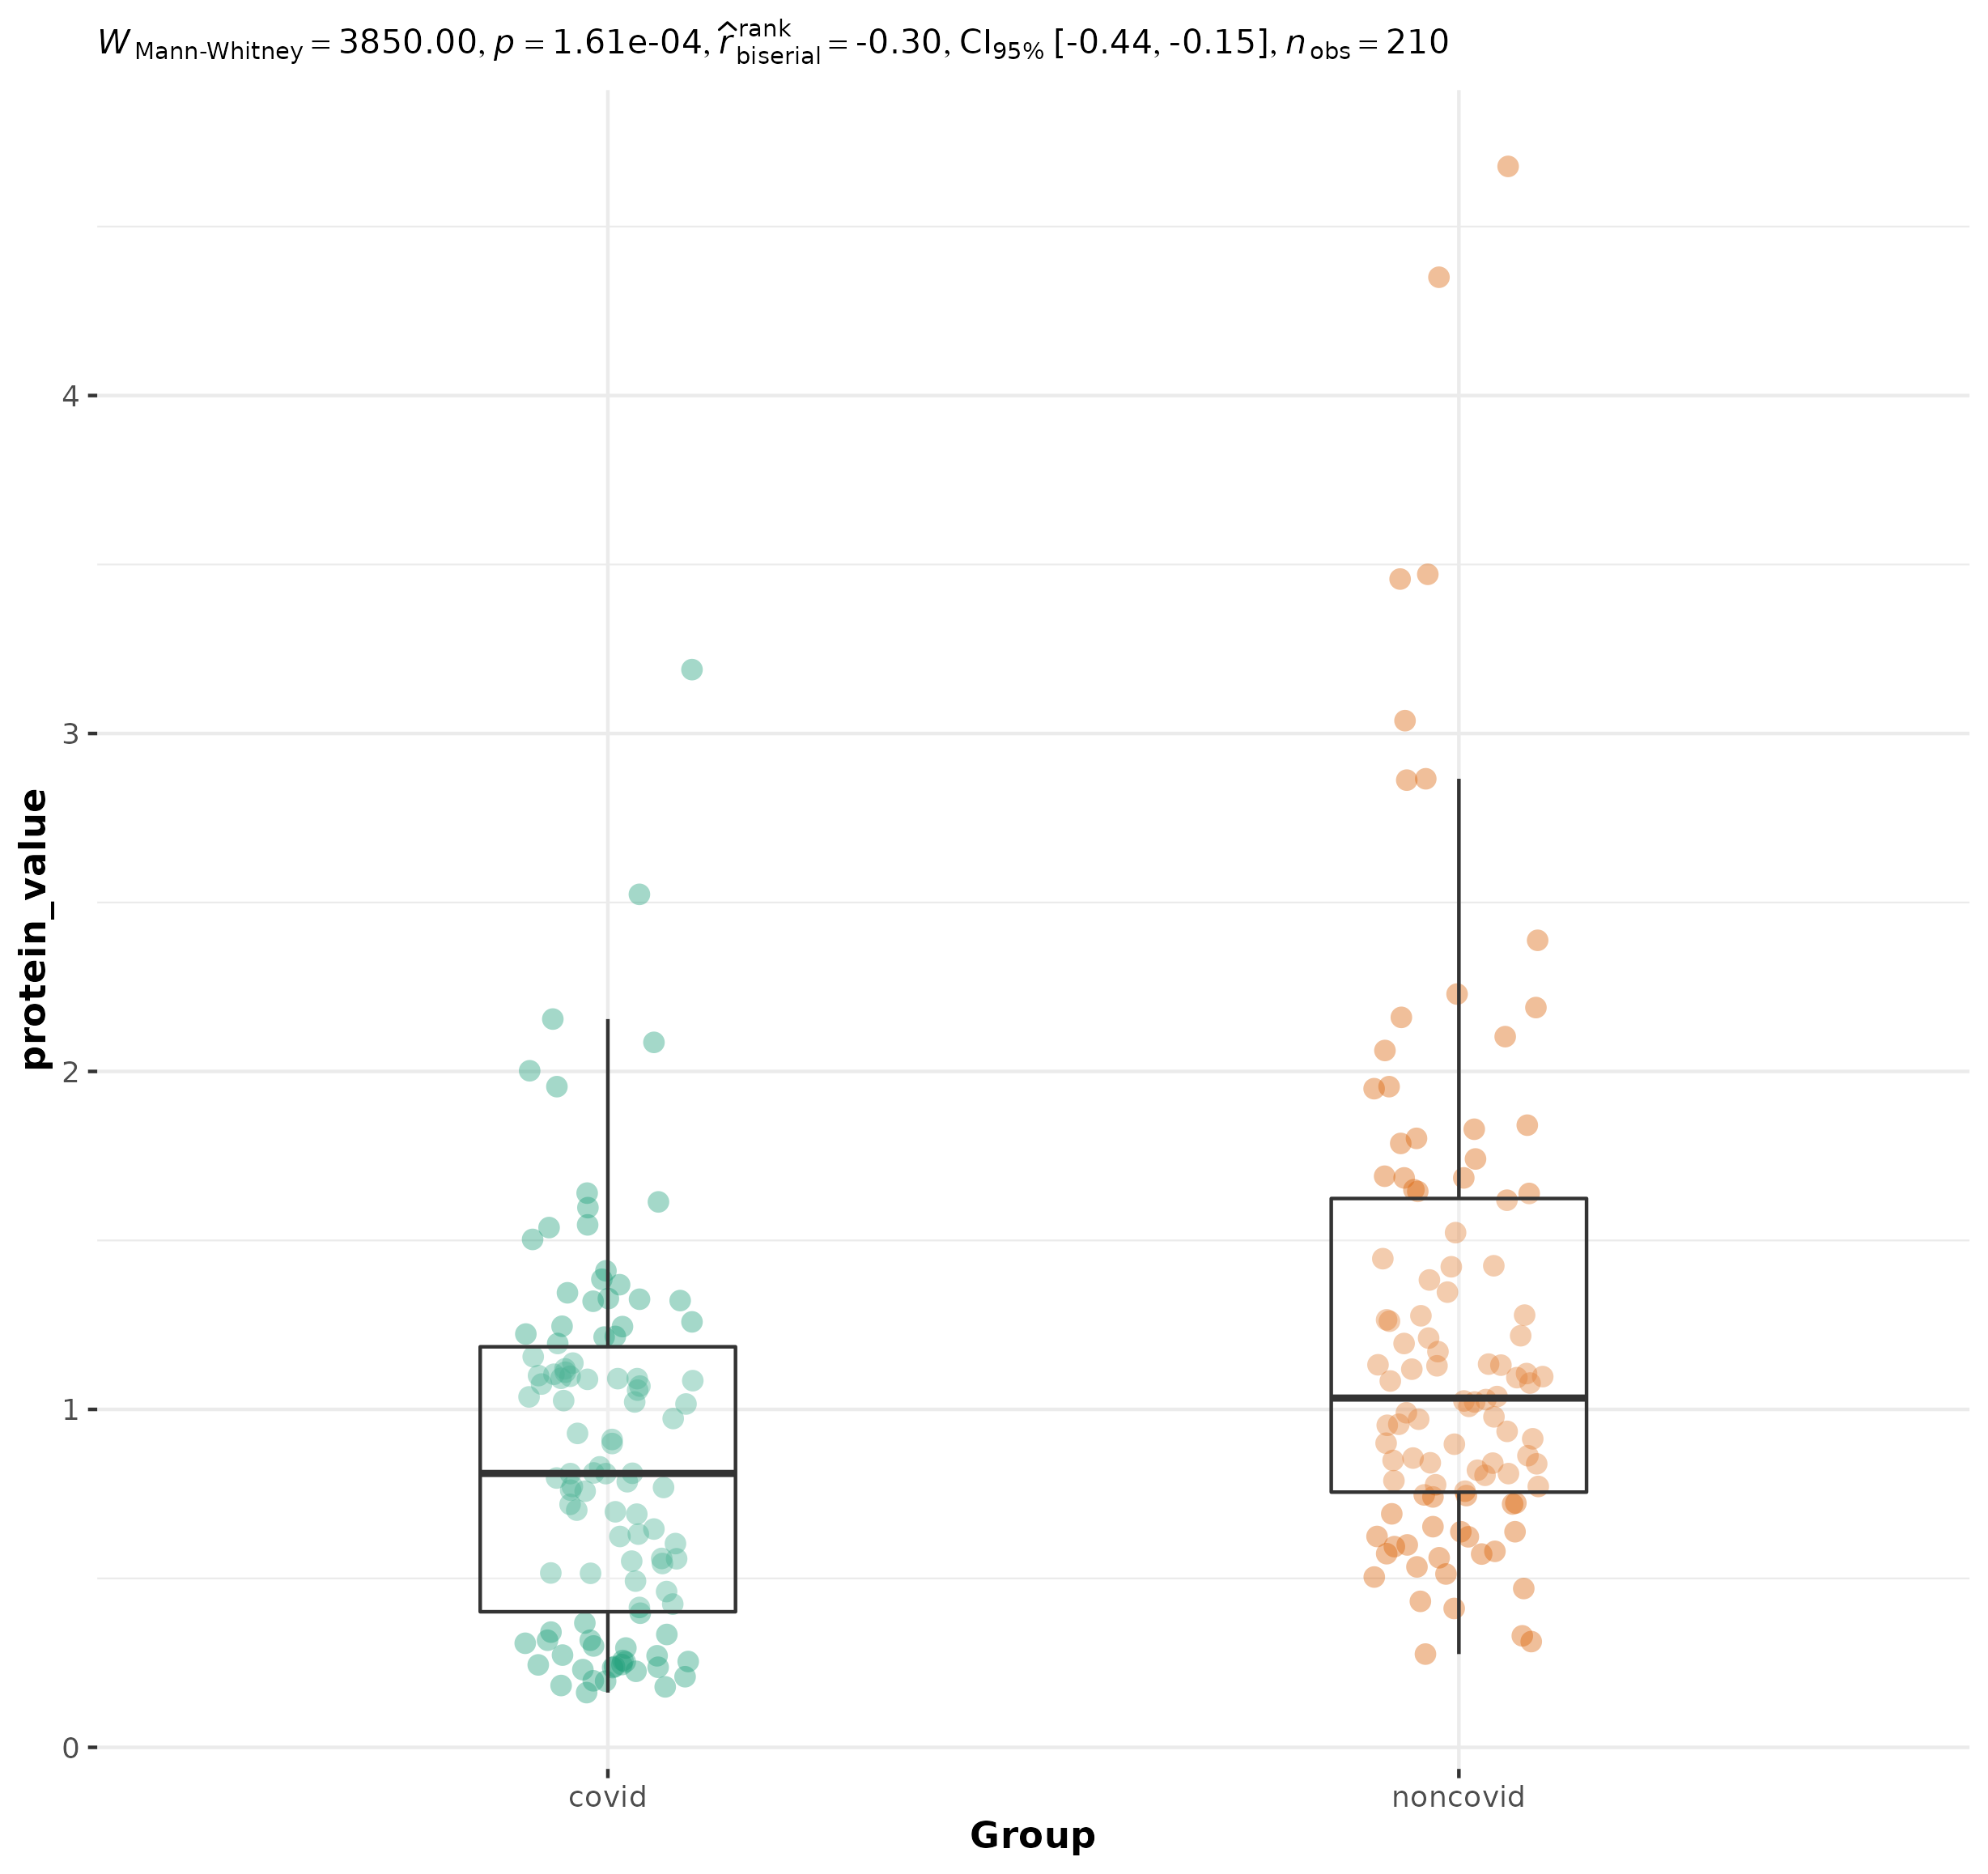 W Mann-Whitney = 3850.00, p = 1.61e-04, r̂ rank biserial = -0.30, CI95% [-0.44, -0.15], n obs = 210
protein_value
4
3
2
1
0
covid noncovid
Group